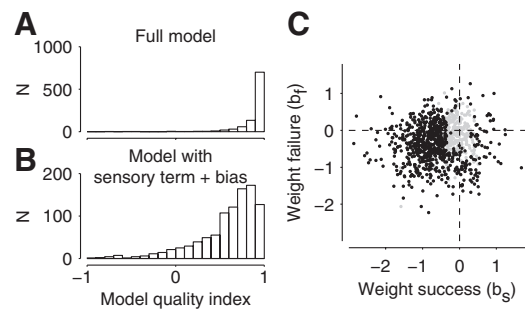 A
Full model
1000
500
0
N
B
Model with
sensory term + bias
200
100
0
N
−1
0
1
Model quality index
C
1
0
−1
−2
Weight failure (bf)
−2
−1
0
1
Weight success (bs)